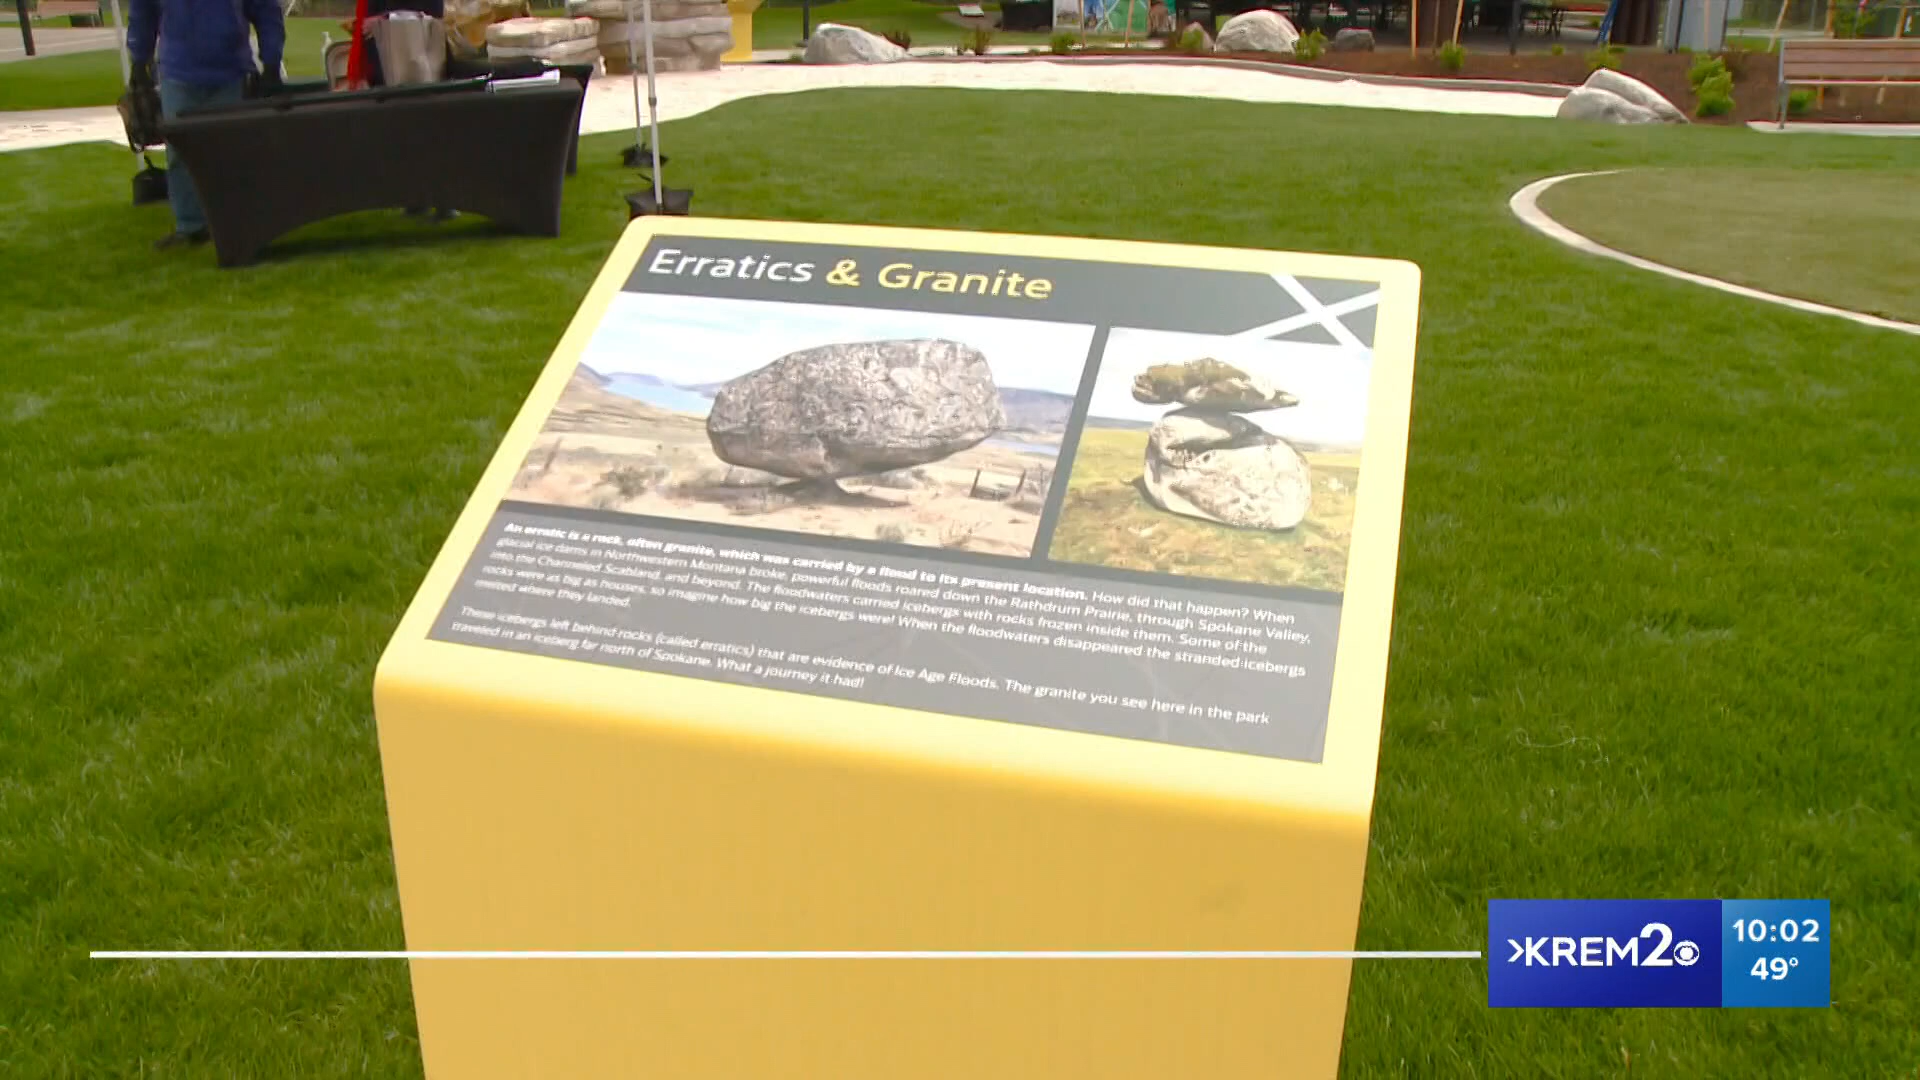 Erratics & Granite
An erratic is a rock, often granite, which was carried by a flood to its present location. How did that happen? When
glacial ice dams in Northwestern Montana broke, powerful floods roared down the Rathdrum Prairie, through Spokane Valley,
into the Channeled Scabland, and beyond. The floodwaters carried icebergs with rocks frozen inside them. Some of the
rocks were as big as houses, so imagine how big the icebergs were! When the floodwaters disappeared the stranded icebergs
melted where they landed.
These icebergs left behind rocks (called erratics) that are evidence of Ice Age Floods. The granite you see here in the park
traveled in an iceberg far north of Spokane. What a journey it had!
KREM2
10:02
49°